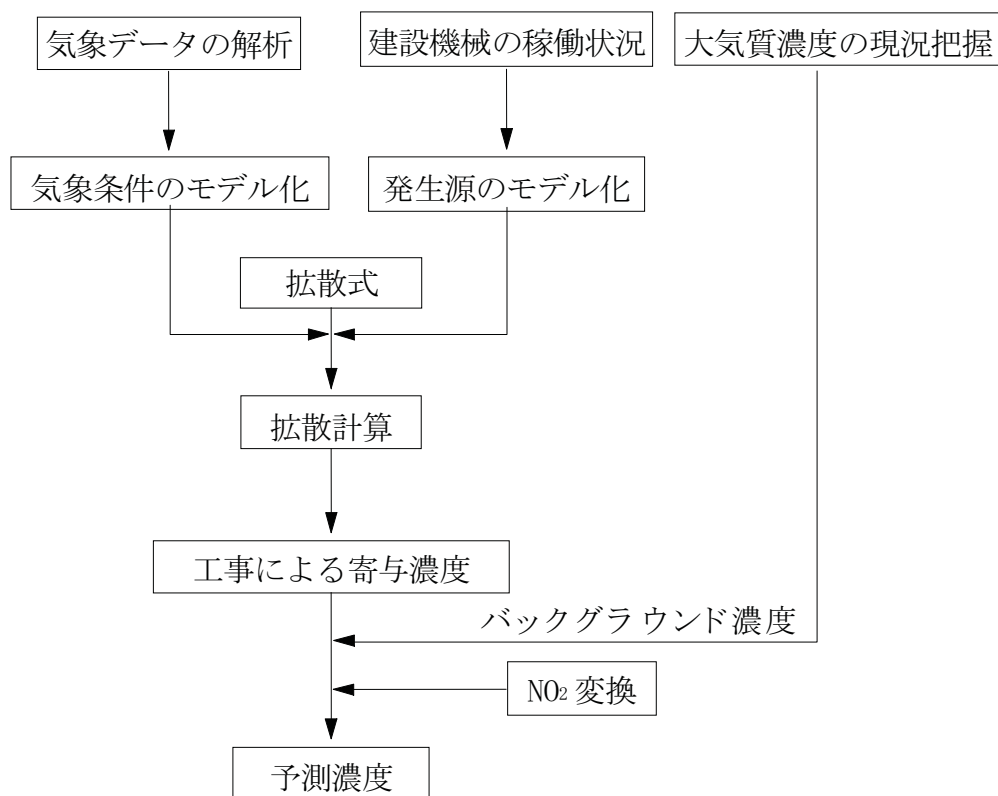 気象データの解析
建設機械の稼働状況
大気質濃度の現況把握
気象条件のモデル化
発生源のモデル化
拡散式
拡散計算
工事による寄与濃度
バックグラウンド濃度
NO₂変換
予測濃度